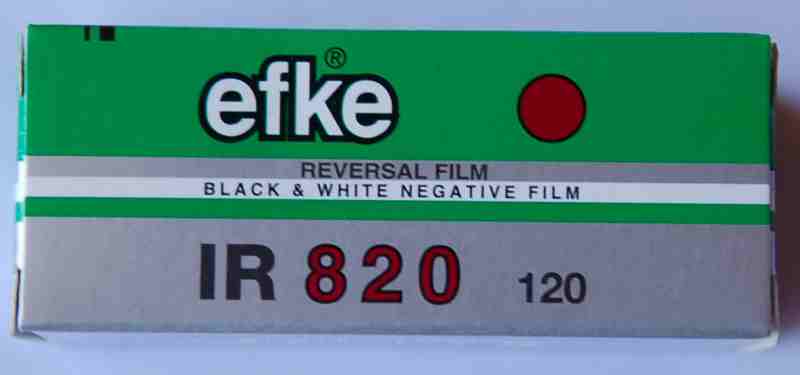 efke®
REVERSAL FILM
BLACK & WHITE NEGATIVE FILM
IR 820 120